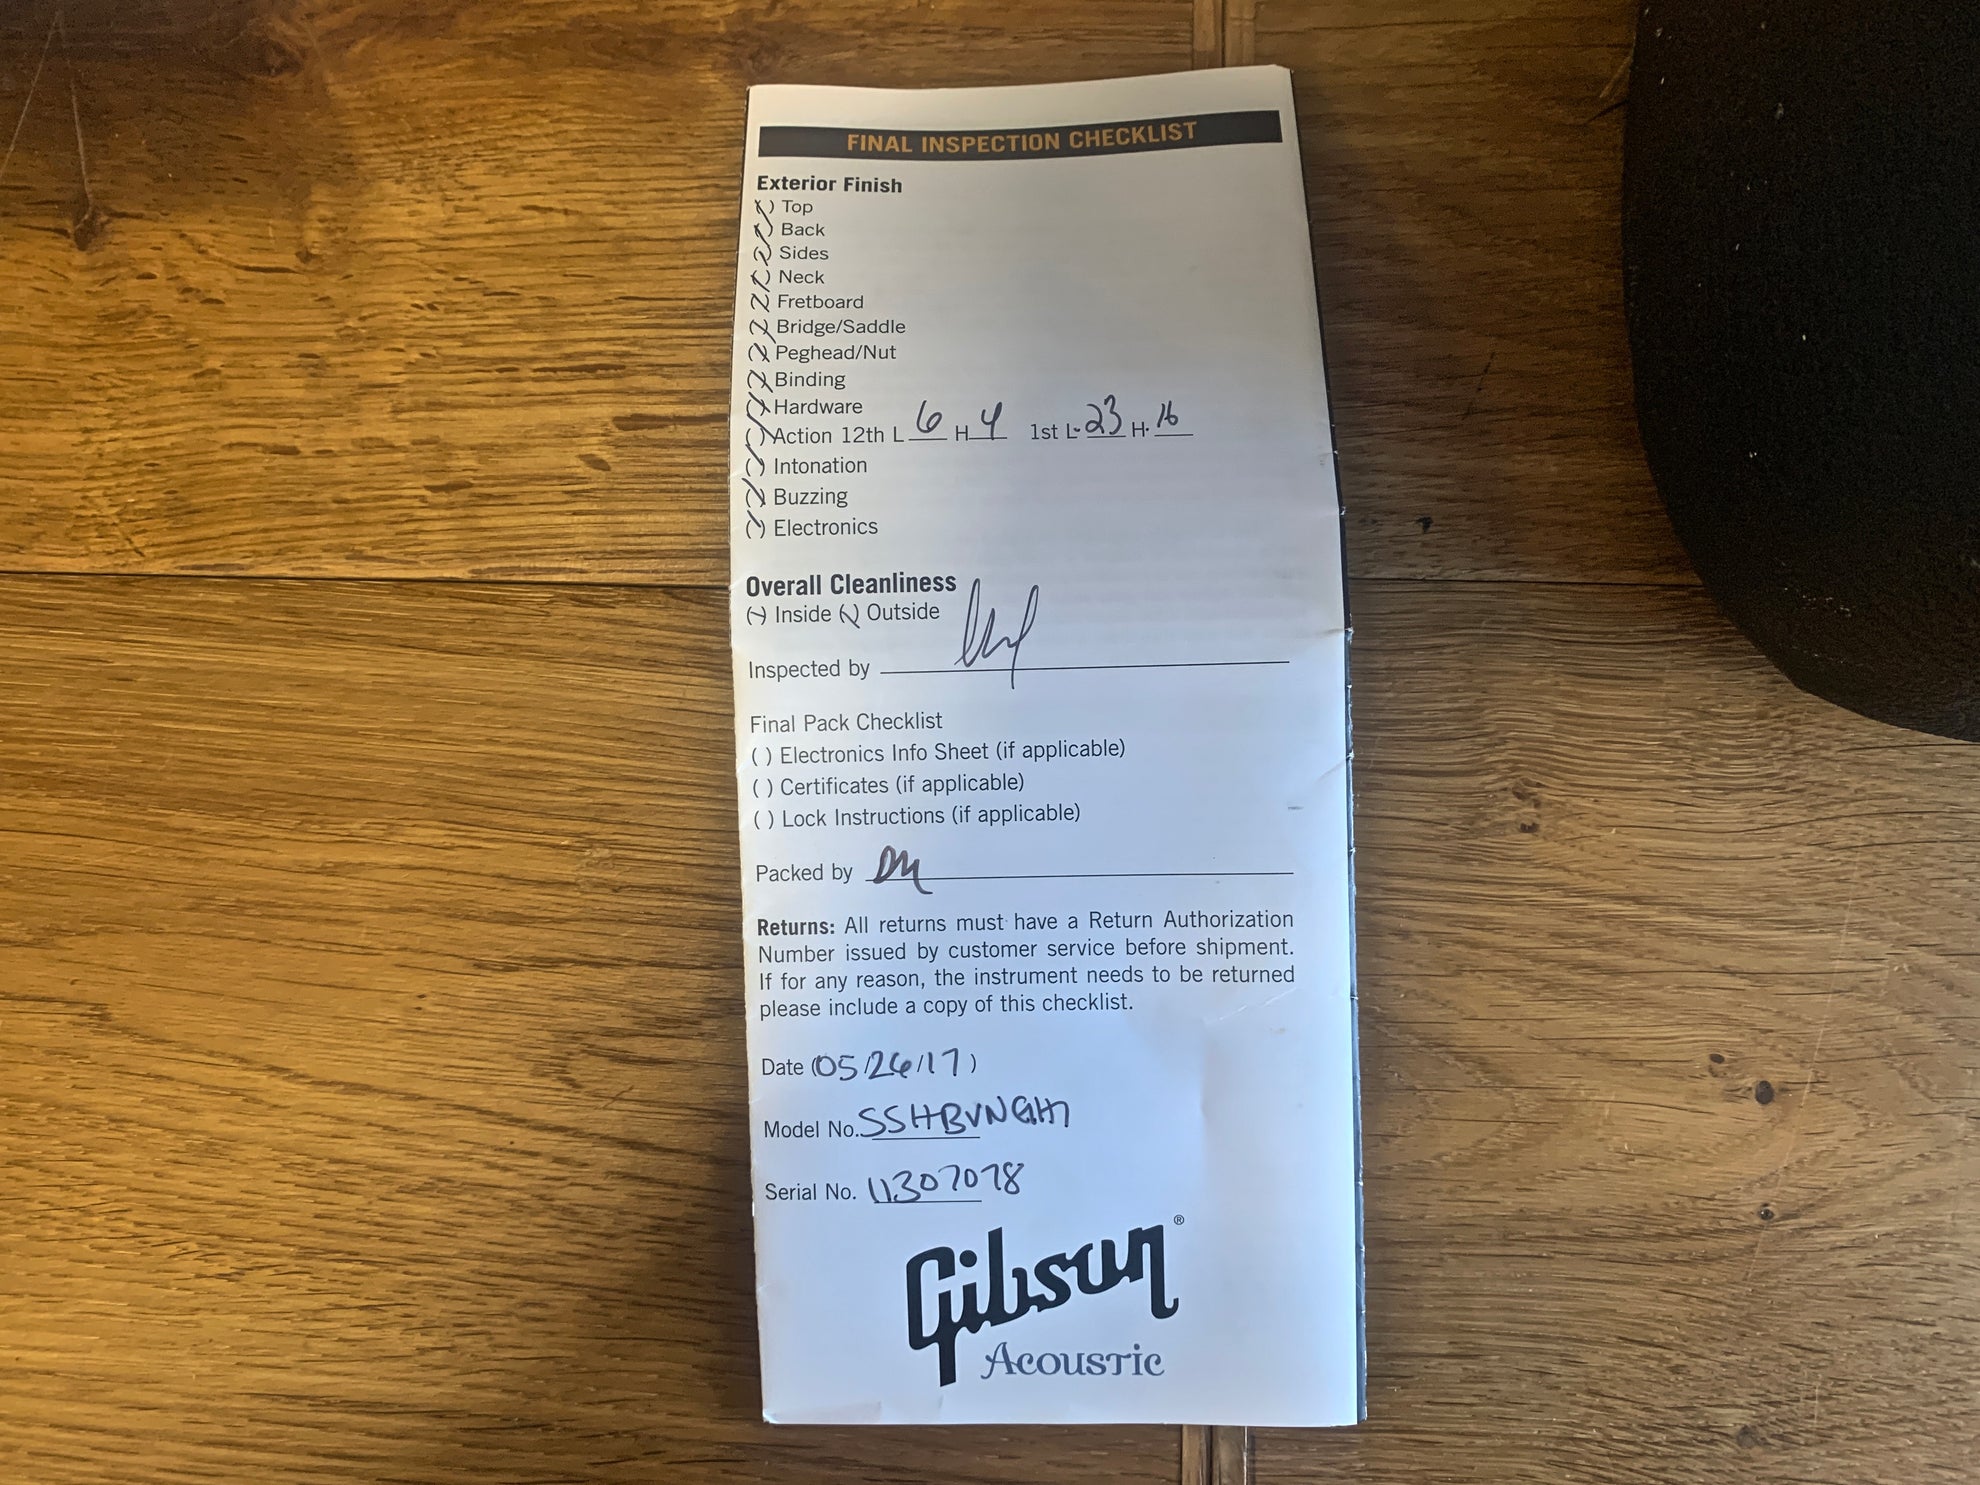 FINAL INSPECTION CHECKLIST
Exterior Finish
( ) Top
( ) Back
( ) Sides
( ) Neck
( ) Fretboard
( ) Bridge/Saddle
( ) Peghead/Nut
( ) Binding
( ) Hardware
( ) Action 12th L 6 H 4 1st L- 23 H- 16
( ) Intonation
( ) Buzzing
( ) Electronics
Overall Cleanliness
( ) Inside ( ) Outside
Inspected by
Final Pack Checklist
( ) Electronics Info Sheet (if applicable)
( ) Certificates (if applicable)
( ) Lock Instructions (if applicable)
Packed by DM
Returns: All returns must have a Return Authorization
Number issued by customer service before shipment.
If for any reason, the instrument needs to be returned
please include a copy of this checklist.
Date (05/26/17)
Model No. SSHBVNGH7
Serial No. 11307078
Gibson®
Acoustic